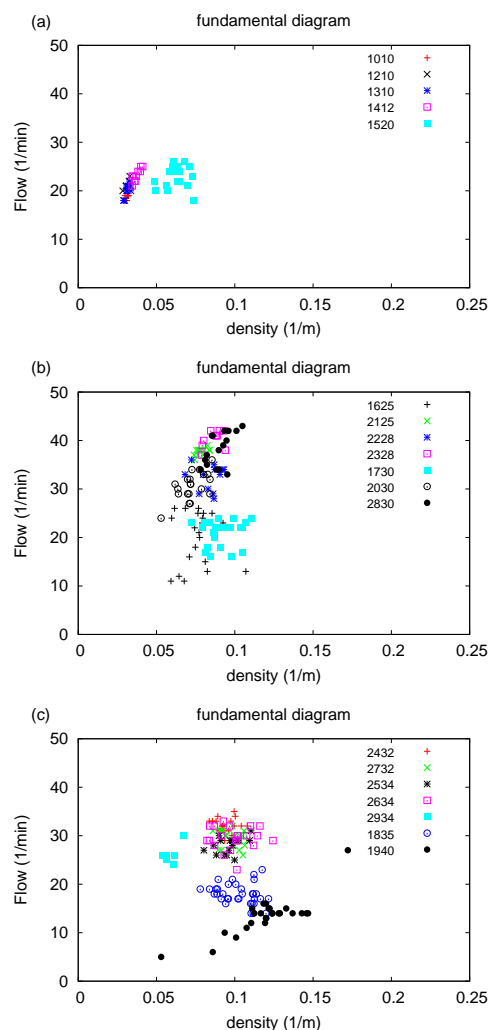 (a)
fundamental diagram
50
40
30
20
10
0
Flow (1/min)
1010
1210
1310
1412
1520
0 0.05 0.1 0.15 0.2 0.25
density (1/m)
(b)
fundamental diagram
50
40
30
20
10
0
Flow (1/min)
1625
2125
2228
2328
1730
2030
2830
0 0.05 0.1 0.15 0.2 0.25
density (1/m)
(c)
fundamental diagram
50
40
30
20
10
0
Flow (1/min)
2432
2732
2534
2634
2934
1835
1940
0 0.05 0.1 0.15 0.2 0.25
density (1/m)